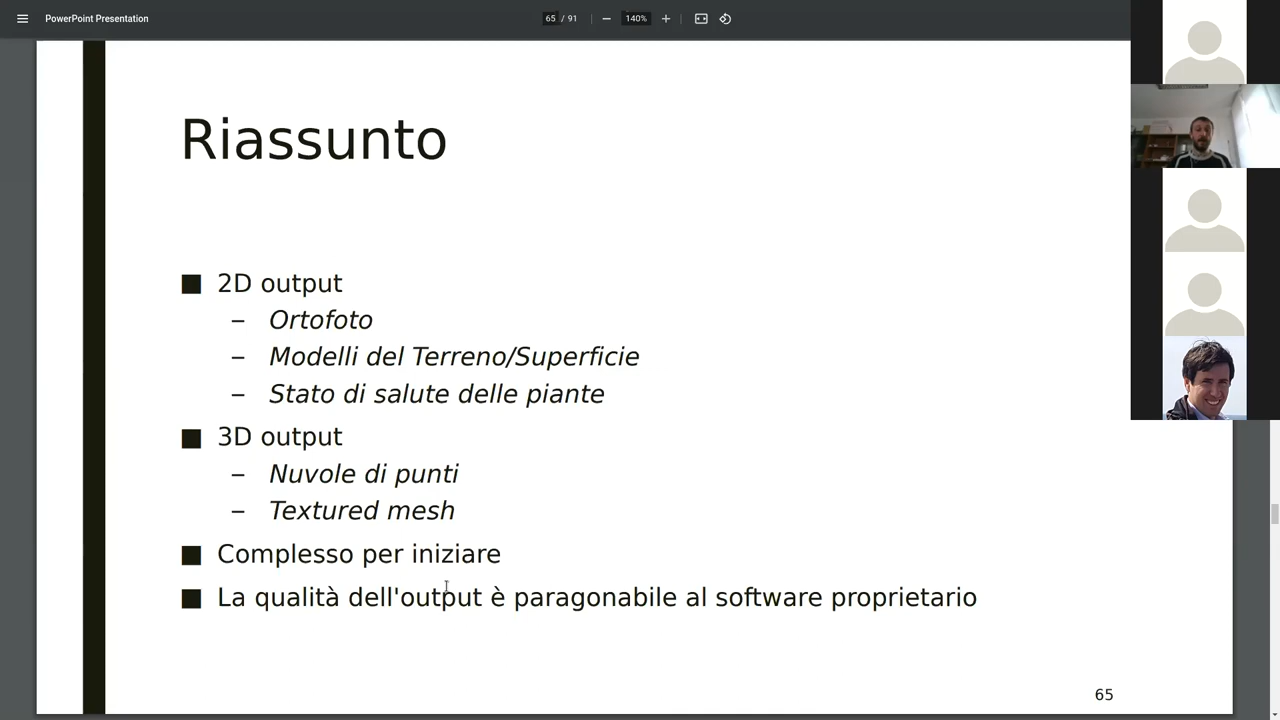 PowerPoint Presentation
65 / 91
140%
Riassunto
■ 2D output
– Ortofoto
– Modelli del Terreno/Superficie
– Stato di salute delle piante
■ 3D output
– Nuvole di punti
– Textured mesh
■ Complesso per iniziare
■ La qualità dell'output è paragonabile al software proprietario
65